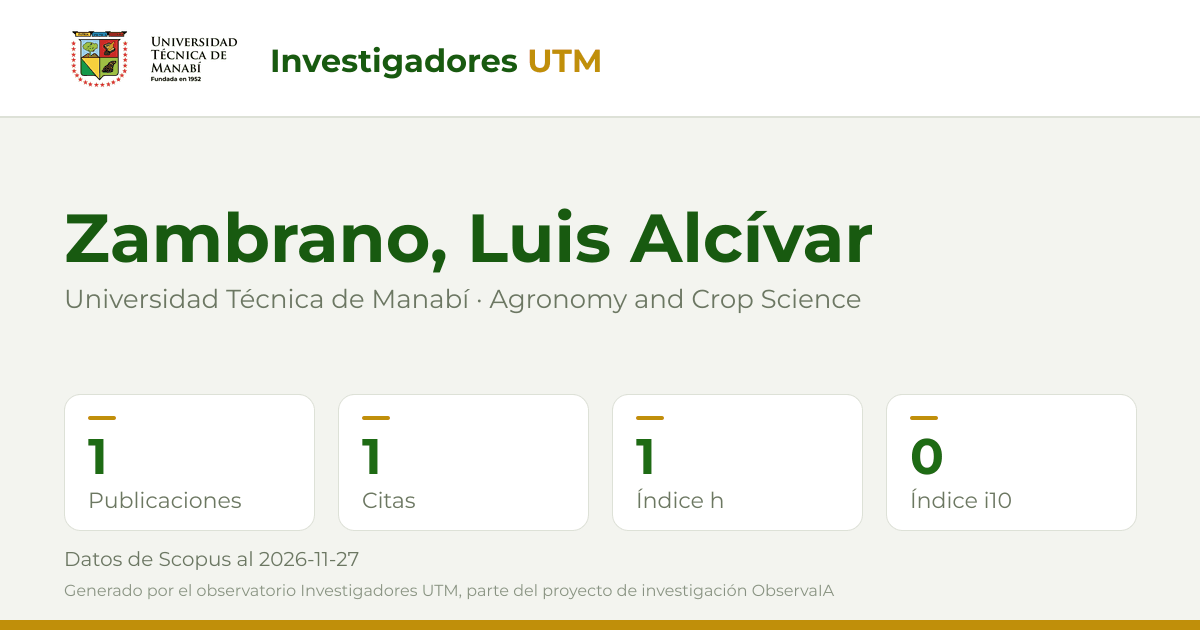 UNIVERSIDAD
TÉCNICA DE
MANABÍ
Fundada en 1952
Investigadores UTM
Zambrano, Luis Alcívar
Universidad Técnica de Manabí · Agronomy and Crop Science
1
Publicaciones
1
Citas
1
Índice h
0
Índice i10
Datos de Scopus al 2026-11-27
Generado por el observatorio Investigadores UTM, parte del proyecto de investigación ObservaIA